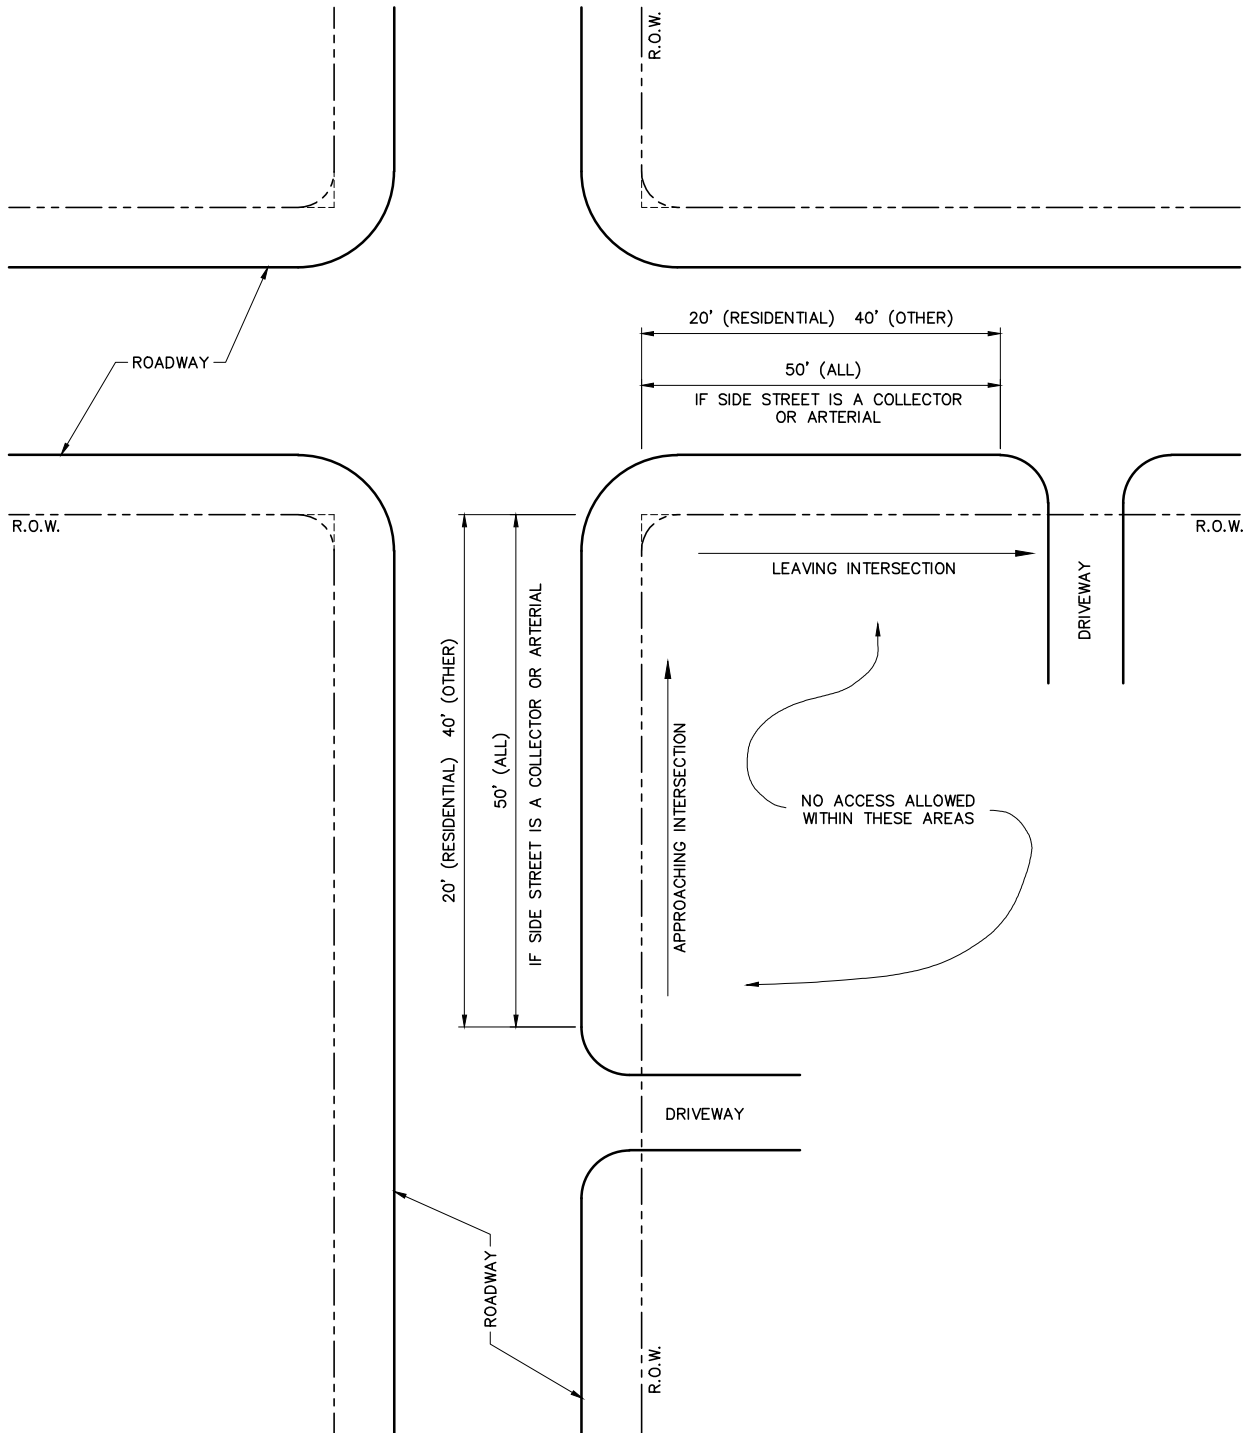 R.O.W.
20' (RESIDENTIAL) 40' (OTHER)
ROADWAY
50' (ALL)
IF SIDE STREET IS A COLLECTOR
OR ARTERIAL
R.O.W.
R.O.W.
LEAVING INTERSECTION
DRIVEWAY
20' (RESIDENTIAL) 40' (OTHER)
50' (ALL)
IF SIDE STREET IS A COLLECTOR OR ARTERIAL
APPROACHING INTERSECTION
NO ACCESS ALLOWED
WITHIN THESE AREAS
DRIVEWAY
ROADWAY
R.O.W.